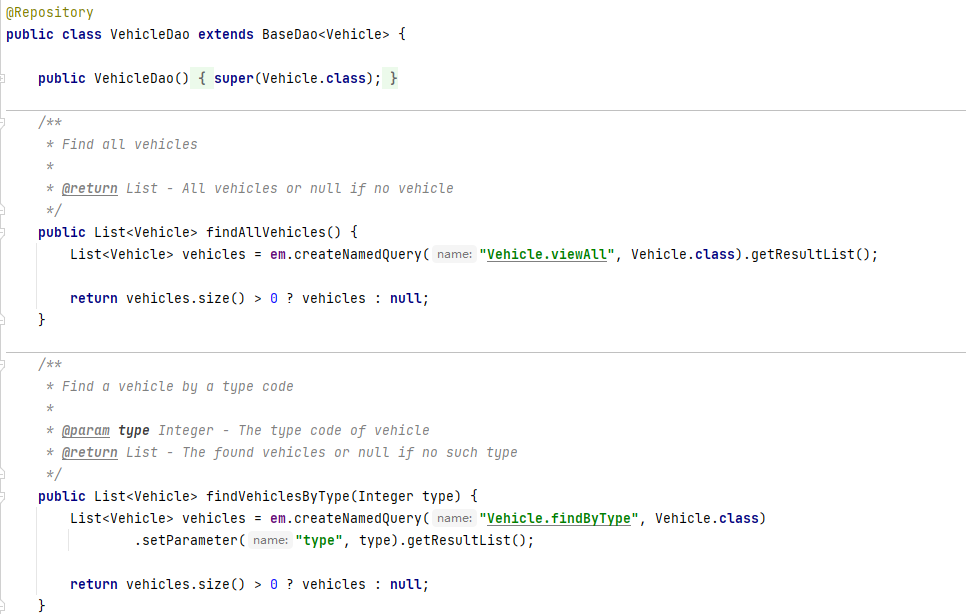 @Repository
public class VehicleDao extends BaseDao<Vehicle> {
public VehicleDao() { super(Vehicle.class); }
/**
* Find all vehicles
*
* @return List - All vehicles or null if no vehicle
*/
public List<Vehicle> findAllVehicles() {
List<Vehicle> vehicles = em.createNamedQuery( name: "Vehicle.viewAll", Vehicle.class).getResultList();
return vehicles.size() > 0 ? vehicles : null;
}
/**
* Find a vehicle by a type code
*
* @param type Integer - The type code of vehicle
* @return List - The found vehicles or null if no such type
*/
public List<Vehicle> findVehiclesByType(Integer type) {
List<Vehicle> vehicles = em.createNamedQuery( name: "Vehicle.findByType", Vehicle.class)
.setParameter( name: "type", type).getResultList();
return vehicles.size() > 0 ? vehicles : null;
}